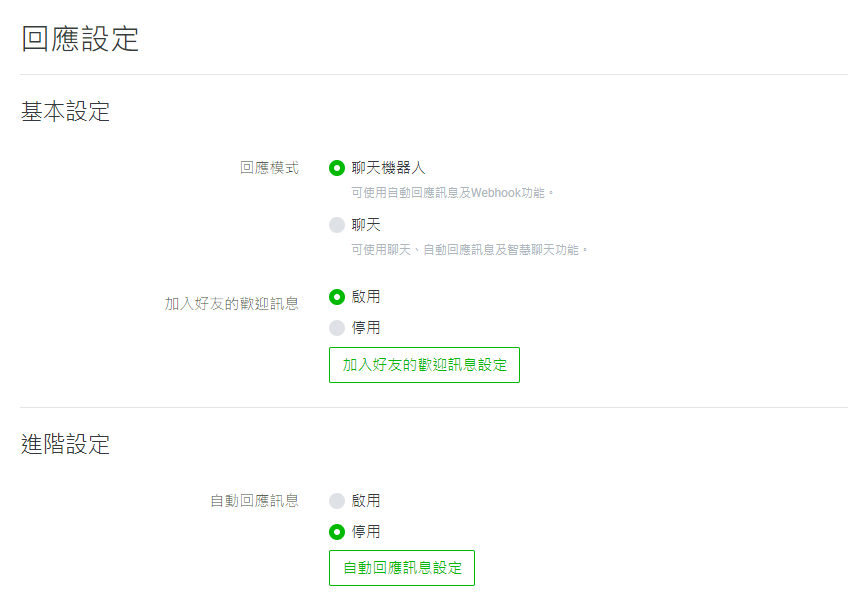 回應設定
基本設定
回應模式
聊天機器人
可使用自動回應訊息及Webhook功能。
聊天
可使用聊天、自動回應訊息及智慧聊天功能。
加入好友的歡迎訊息
啟用
停用
加入好友的歡迎訊息設定
進階設定
自動回應訊息
啟用
停用
自動回應訊息設定